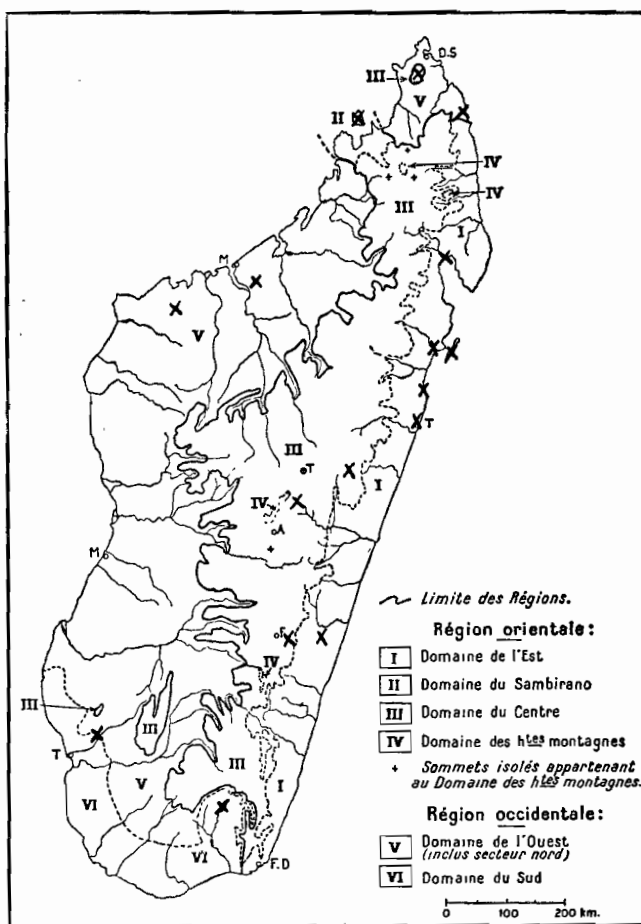 D.S
III
V
II
IV
IV
III
I
M
V
III
T
T
I
IV
A
M
F
IV
III
III
III
T
V
I
VI
VI
F.D
Limite des Régions.
Région orientale:
I Domaine de l'Est
II Domaine du Sambirano
III Domaine du Centre
IV Domaine des htes montagnes
+ Sommets isolés appartenant
au Domaine des htes montagnes.
Région occidentale:
V Domaine de l'Ouest
(inclus secteur nord)
VI Domaine du Sud
0 100 200 km.